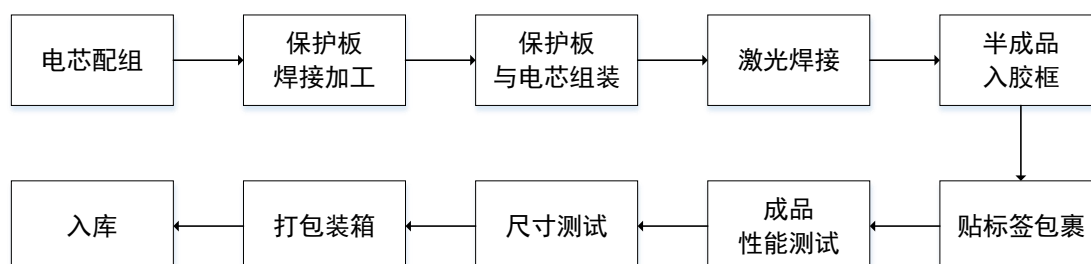 电芯配组
保护板
焊接加工
保护板
与电芯组装
激光焊接
半成品
入胶框
贴标签包裹
成品
性能测试
尺寸测试
打包装箱
入库